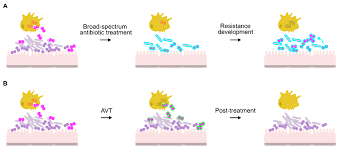 A
Broad-spectrum
antibiotic treatment
Resistance
development
B
AVT
Post-treatment